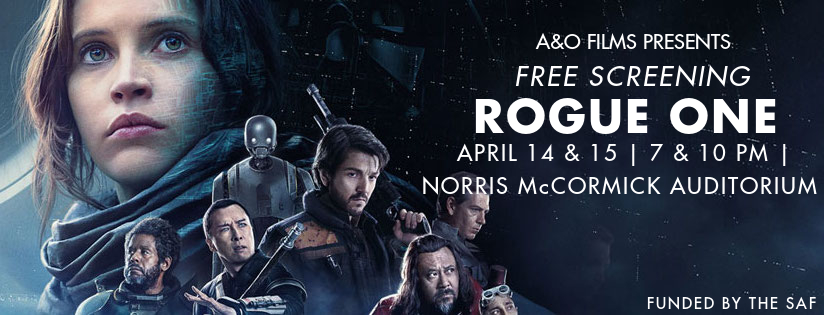 A&O FILMS PRESENTS
FREE SCREENING
ROGUE ONE
APRIL 14 & 15 | 7 & 10 PM |
NORRIS McCORMICK AUDITORIUM
FUNDED BY THE SAF